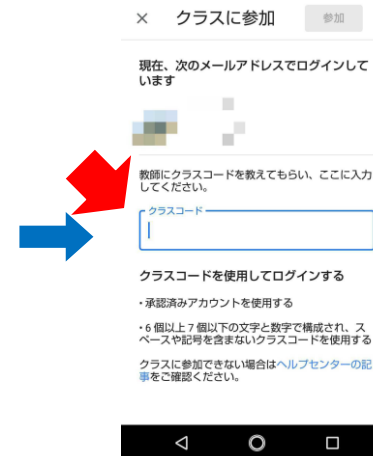 × クラスに参加 参加
現在、次のメールアドレスでログインして
います
教師にクラスコードを教えてもらい、ここに入力
してください。
クラスコード
クラスコードを使用してログインする
・承認済みアカウントを使用する
・6 個以上 7 個以下の文字と数字で構成され、ス
ペースや記号を含まないクラスコードを使用する
クラスに参加できない場合はヘルプセンターの記
事をご確認ください。